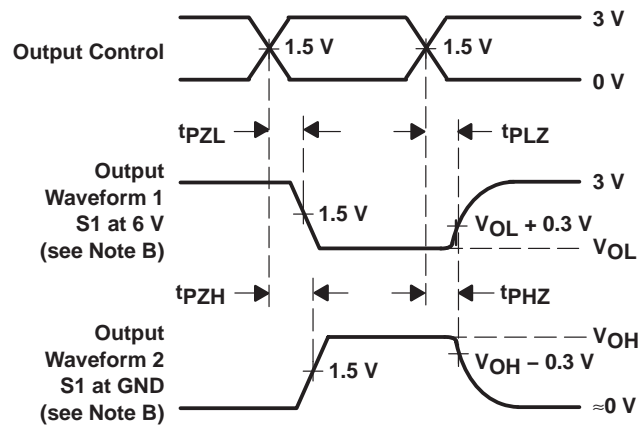 3 V
Output Control
1.5 V
1.5 V
0 V
tPZL
tPLZ
Output
Waveform 1
S1 at 6 V
(see Note B)
3 V
1.5 V
VOL + 0.3 V
VOL
tPZH
tPHZ
Output
Waveform 2
S1 at GND
(see Note B)
VOH
VOH − 0.3 V
1.5 V
≈0 V